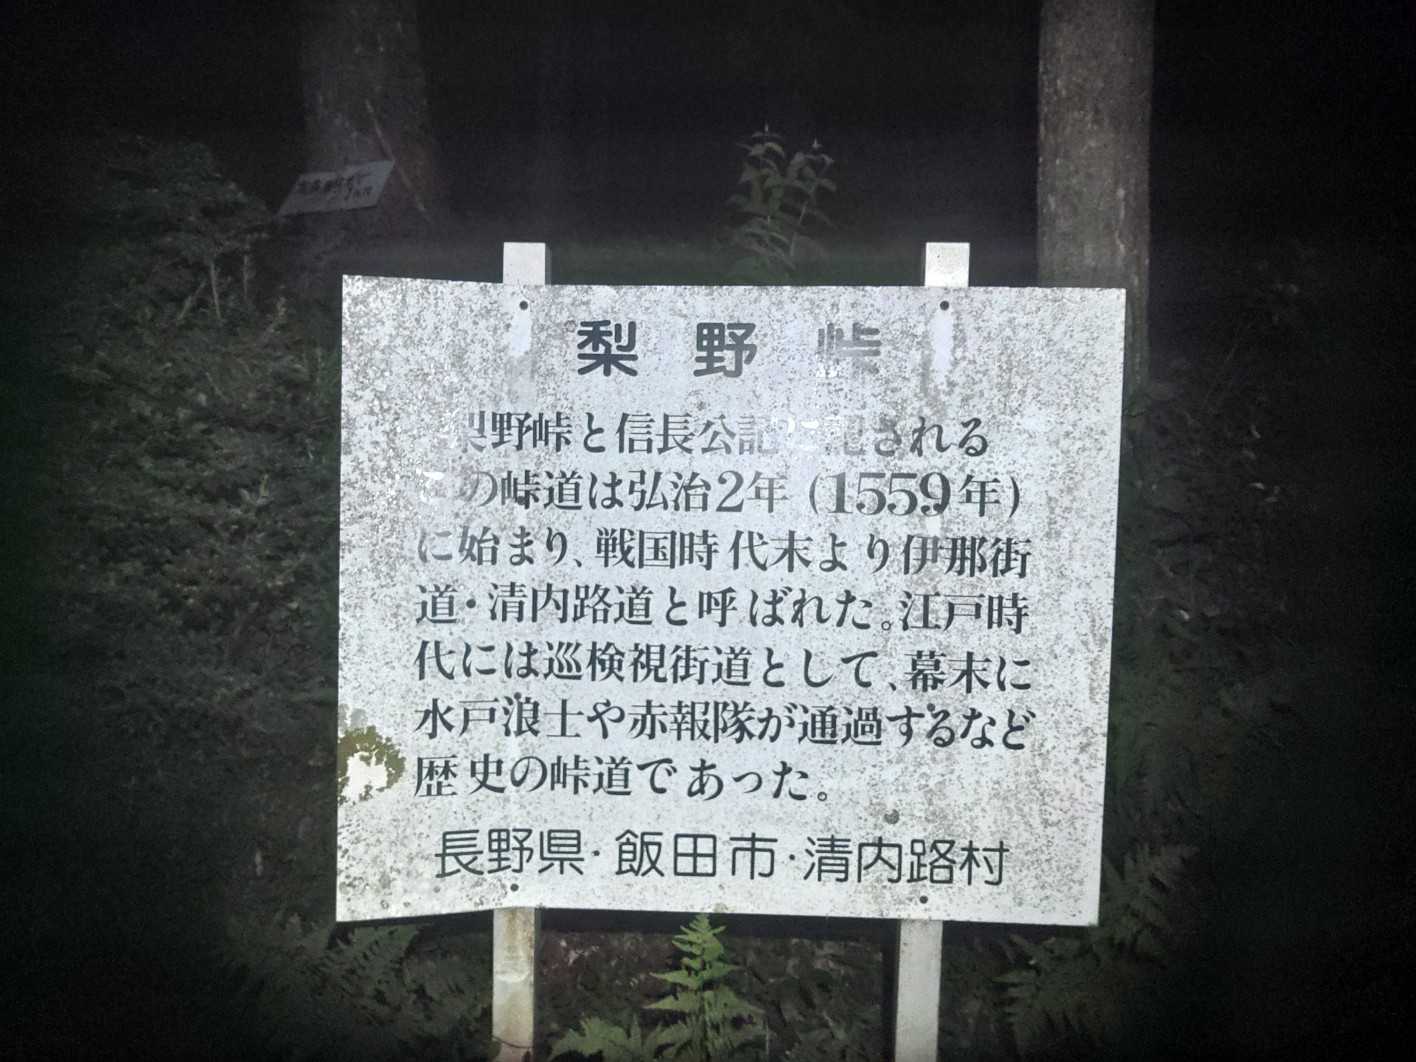 梨野峠
梨野峠と信長公記に記される
この峠道は弘治2年(1559年)
に始まり、戦国時代末より伊那街
道・清内路道と呼ばれた。江戸時
代には巡検視街道として、幕末に
水戸浪士や赤報隊が通過するなど
歴史の峠道であった。
長野県・飯田市・清内路村